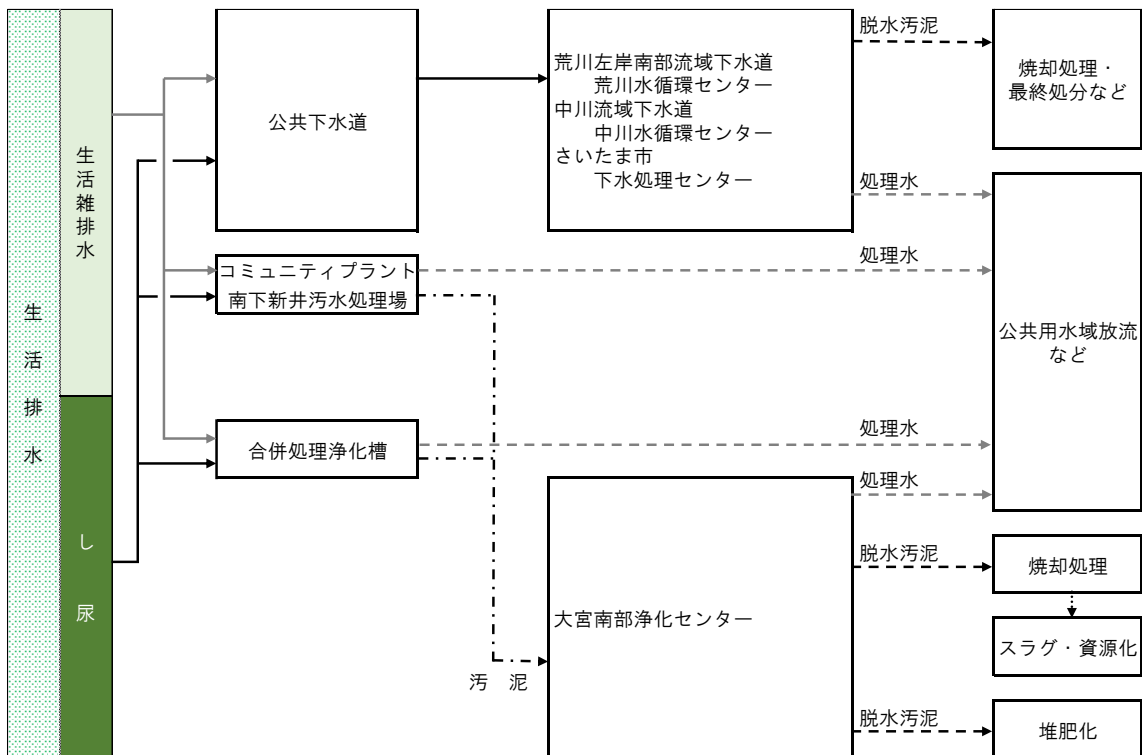 生活排水
生活雑排水
し尿
公共下水道
コミュニティプラント
南下新井汚水処理場
合併処理浄化槽
汚 泥
荒川左岸南部流域下水道
荒川水循環センター
中川流域下水道
中川水循環センター
さいたま市
下水処理センター
大宮南部浄化センター
脱水汚泥
処理水
処理水
処理水
処理水
脱水汚泥
脱水汚泥
焼却処理・
最終処分など
公共用水域放流
など
焼却処理
スラグ・資源化
堆肥化